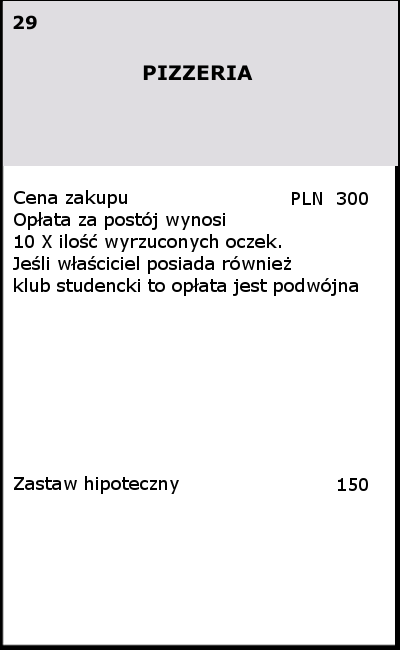 29
PIZZERIA
Cena zakupu PLN 300
Opłata za postój wynosi
10 X ilość wyrzuconych oczek.
Jeśli właściciel posiada również
klub studencki to opłata jest podwójna
Zastaw hipoteczny 150